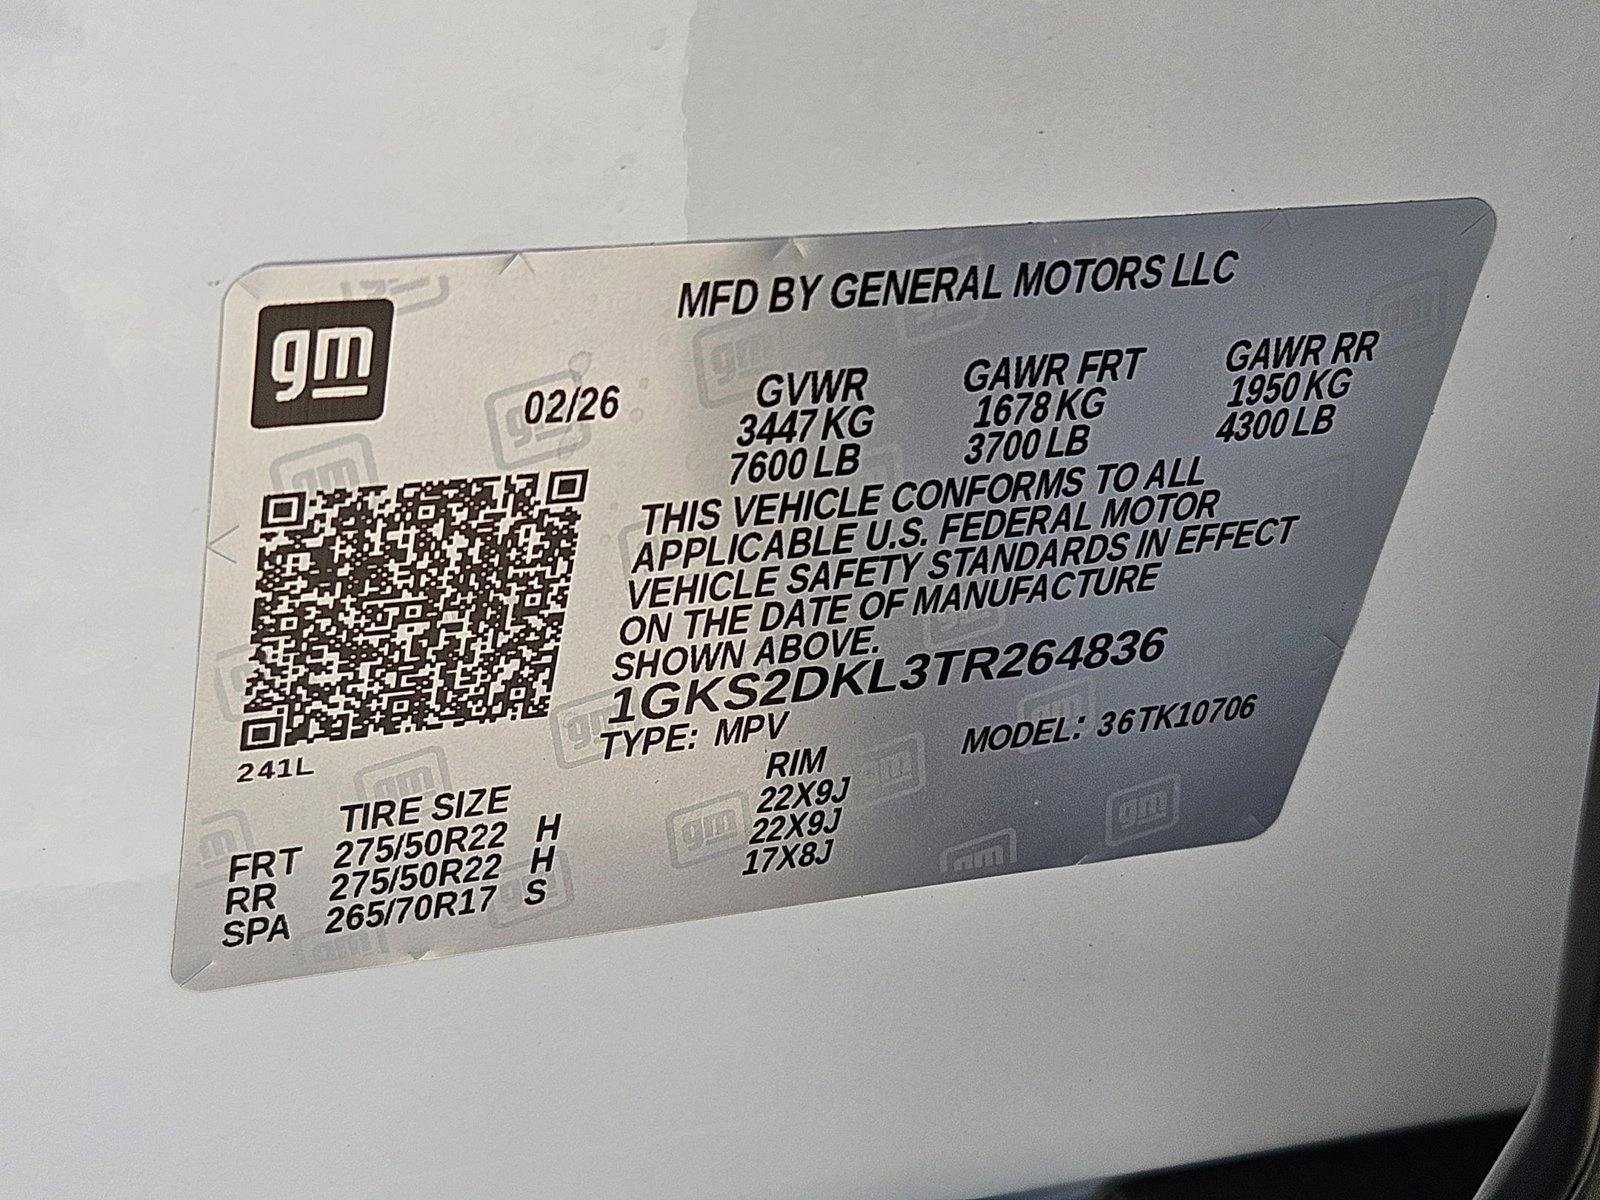 gm
MFD BY GENERAL MOTORS LLC
02/26
GVWR GAWR FRT GAWR RR
3447 KG 1678 KG 1950 KG
7600 LB 3700 LB 4300 LB
THIS VEHICLE CONFORMS TO ALL
APPLICABLE U.S. FEDERAL MOTOR
VEHICLE SAFETY STANDARDS IN EFFECT
ON THE DATE OF MANUFACTURE
SHOWN ABOVE.
1GKS2DKL3TR264836
TYPE: MPV MODEL: 36TK10706
241L
TIRE SIZE RIM
FRT 275/50R22 H 22X9J
RR 275/50R22 H 22X9J
SPA 265/70R17 S 17X8J